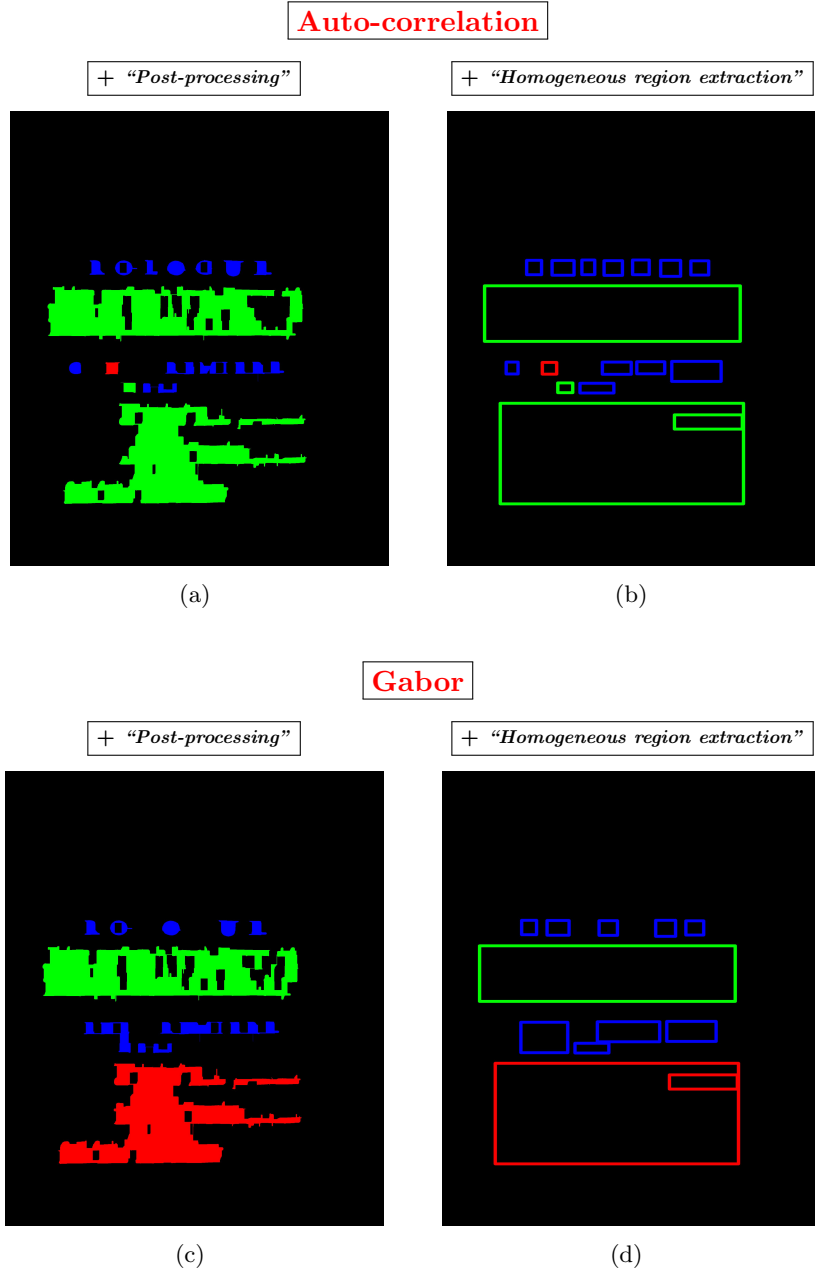 Auto-correlation
+ “Post-processing”
+ “Homogeneous region extraction”
(a)
(b)
Gabor
+ “Post-processing”
+ “Homogeneous region extraction”
(c)
(d)